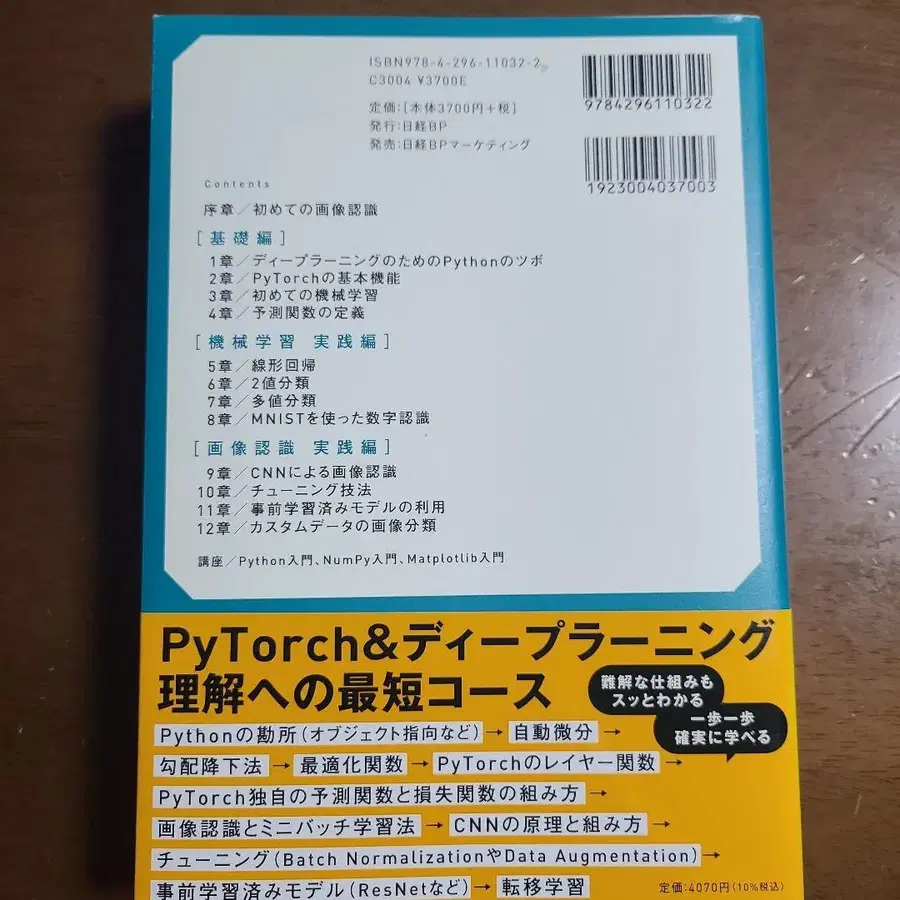 ISBN978-4-296-11032-2
C3004 ¥3700E
定価:[本体3700円+税]
発行:日経BP
発売:日経BPマーケティング
9784296110322
1923004037003
Contents
序章/初めての画像認識
[基礎編]
1章/ディープラーニングのためのPythonのツボ
2章/PyTorchの基本機能
3章/初めての機械学習
4章/予測関数の定義
[機械学習 実践編]
5章/線形回帰
6章/2値分類
7章/多値分類
8章/MNISTを使った数字認識
[画像認識 実践編]
9章/CNNによる画像認識
10章/チューニング技法
11章/事前学習済みモデルの利用
12章/カスタムデータの画像分類
講座/Python入門、NumPy入門、Matplotlib入門
PyTorch&ディープラーニング
理解への最短コース
難解な仕組みも
スッとわかる
一歩一歩
確実に学べる
Pythonの勘所(オブジェクト指向など)→自動微分→
勾配降下法→最適化関数→PyTorchのレイヤー関数→
PyTorch独自の予測関数と損失関数の組み方→
画像認識とミニバッチ学習法→CNNの原理と組み方→
チューニング(Batch NormalizationやData Augmentation)→
事前学習済みモデル(ResNetなど)→転移学習
定価:4070円(10%税込)